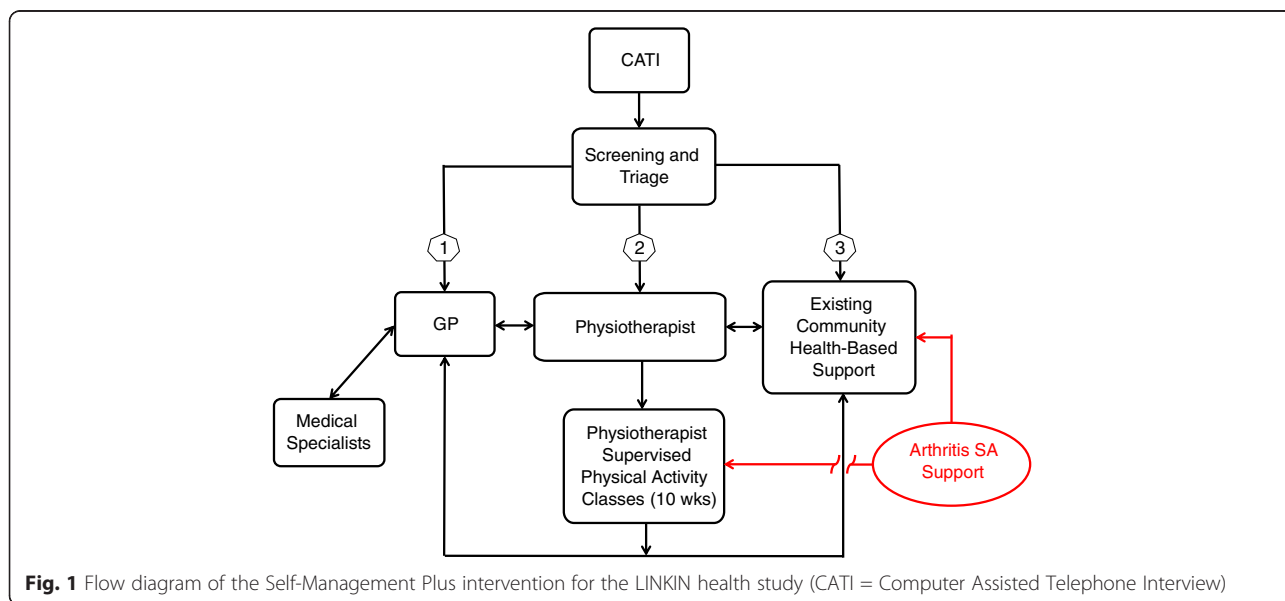 CATI
Screening and
Triage
1
2
3
GP
Physiotherapist
Existing
Community
Health-Based
Support
Medical
Specialists
Physiotherapist
Supervised
Physical Activity
Classes (10 wks)
Arthritis SA
Support
Fig. 1 Flow diagram of the Self-Management Plus intervention for the LINKIN health study (CATI = Computer Assisted Telephone Interview)